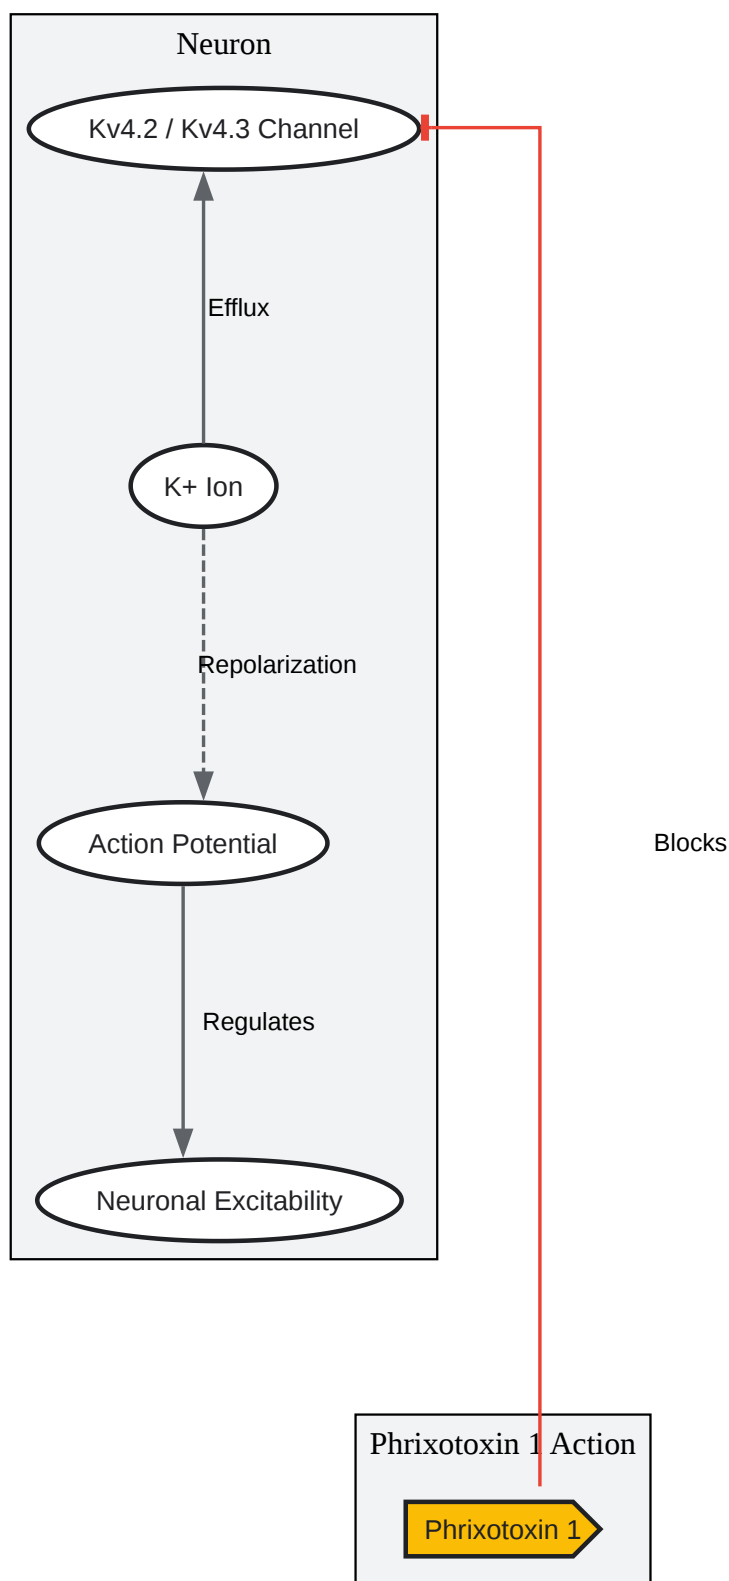 Neuron
Kv4.2 / Kv4.3 Channel
Efflux
K+ Ion
Repolarization
Action Potential
Blocks
Regulates
Neuronal Excitability
Phrixotoxin 1 Action
Phrixotoxin 1